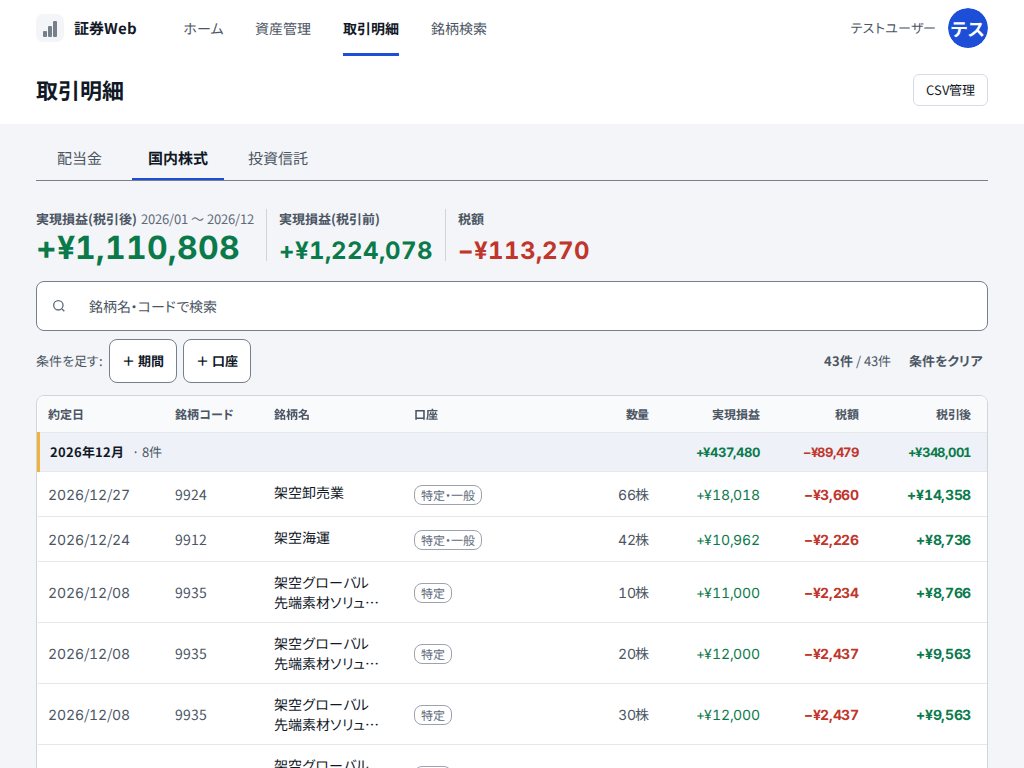 証券Web
ホーム 資産管理 取引明細 銘柄検索
テストユーザー テス
取引明細
CSV管理
配当金 国内株式 投資信託
実現損益(税引後) 2026/01 〜 2026/12
+¥1,110,808
実現損益(税引前)
+¥1,224,078
税額
−¥113,270
銘柄名・コードで検索
条件を足す: ＋ 期間 ＋ 口座
43件 / 43件 条件をクリア
約定日 銘柄コード 銘柄名 口座 数量 実現損益 税額 税引後
2026年12月 · 8件 +¥437,480 −¥89,479 +¥348,001
2026/12/27 9924 架空卸売業 特定・一般 66株 +¥18,018 −¥3,660 +¥14,358
2026/12/24 9912 架空海運 特定・一般 42株 +¥10,962 −¥2,226 +¥8,736
2026/12/08 9935 架空グローバル
先端素材ソリュ… 特定 10株 +¥11,000 −¥2,234 +¥8,766
2026/12/08 9935 架空グローバル
先端素材ソリュ… 特定 20株 +¥12,000 −¥2,437 +¥9,563
2026/12/08 9935 架空グローバル
先端素材ソリュ… 特定 30株 +¥12,000 −¥2,437 +¥9,563
架空グローバル